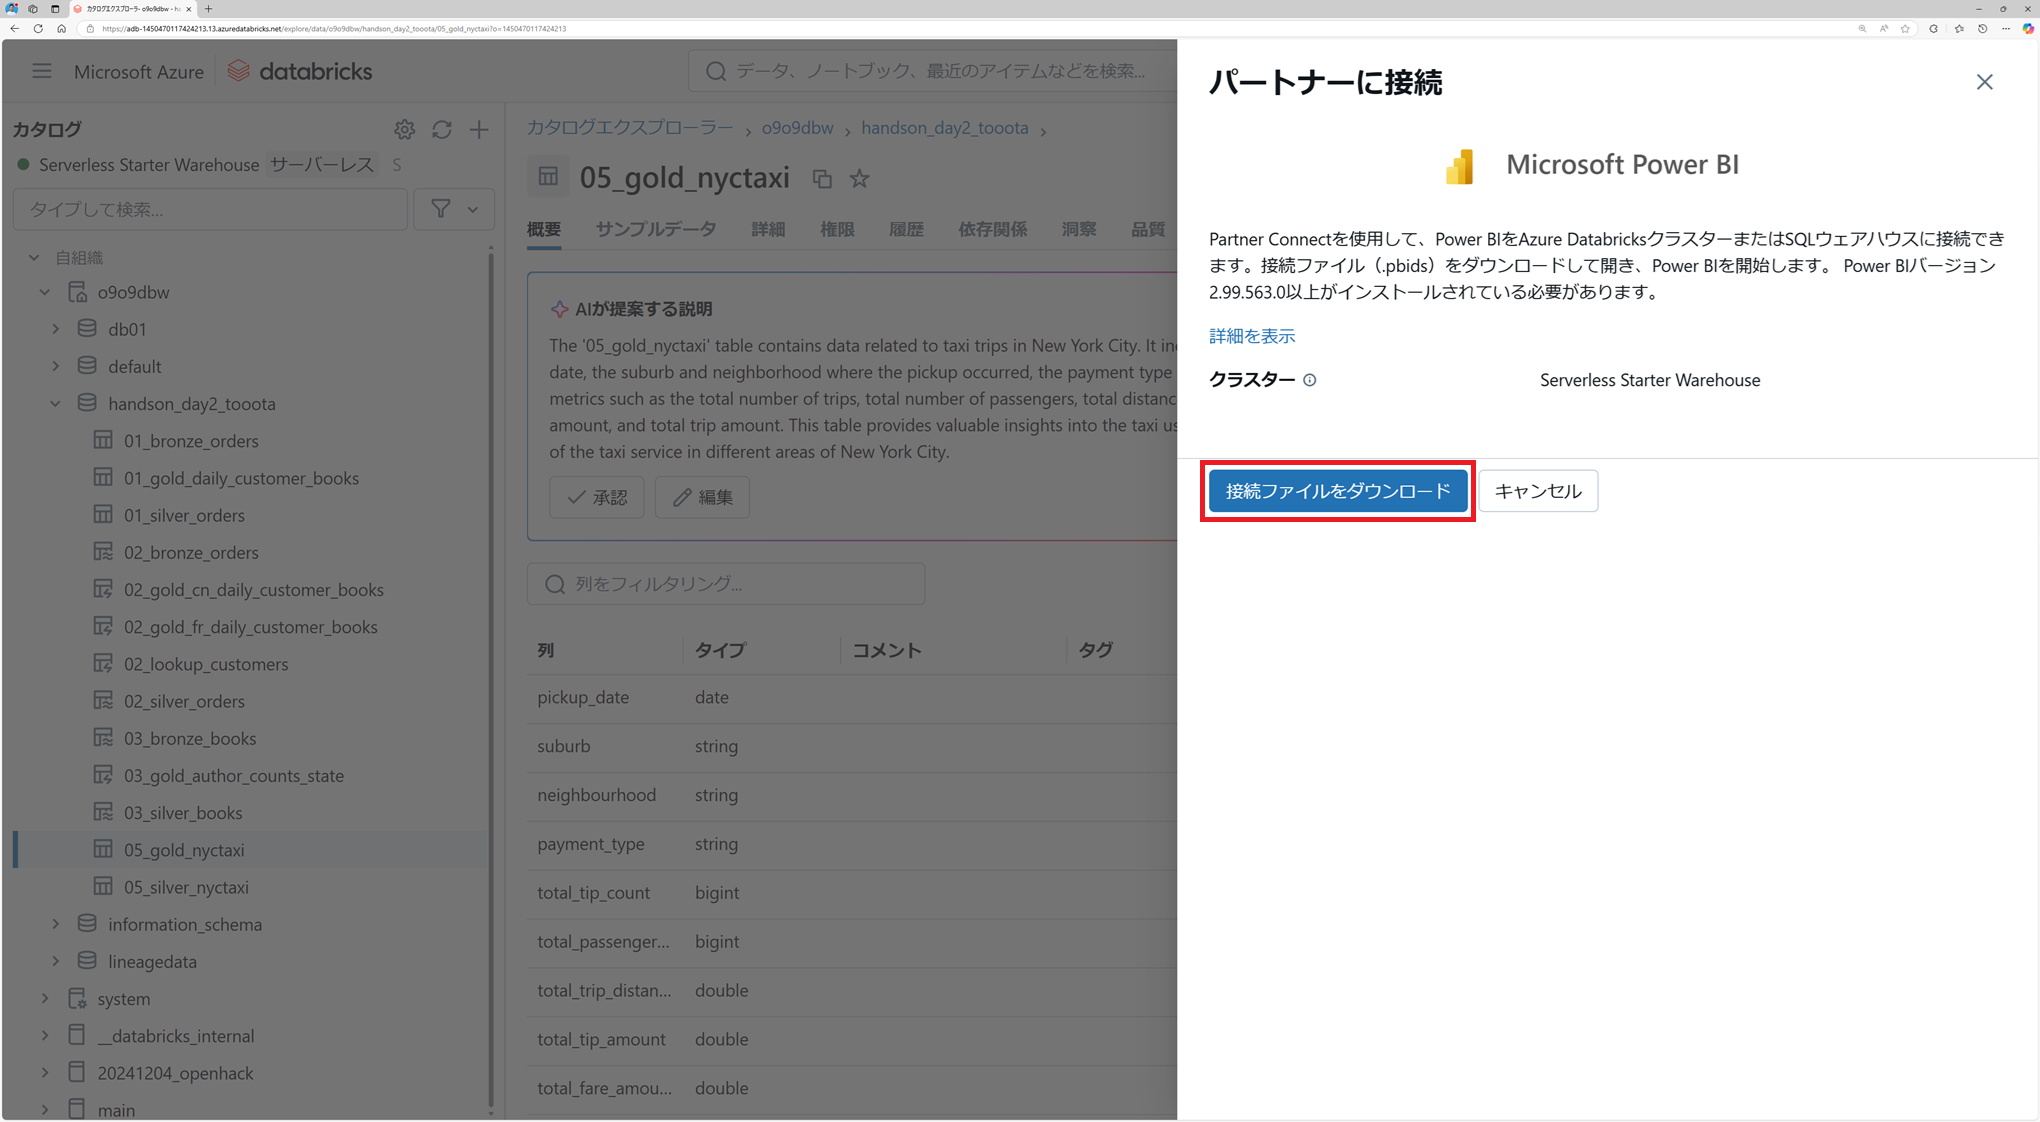 カタログエクスプローラ- o9o9dbw - ha
https://adb-1450470117424213.13.azuredatabricks.net/explore/data/o9o9dbw/handson_day2_tooota/05_gold_nyctaxi?o=1450470117424213
Microsoft Azure
databricks
データ、ノートブック、最近のアイテムなどを検索...
カタログ
Serverless Starter Warehouse サーバーレス S
タイプして検索...
自組織
o9o9dbw
db01
default
handson_day2_tooota
01_bronze_orders
01_gold_daily_customer_books
01_silver_orders
02_bronze_orders
02_gold_cn_daily_customer_books
02_gold_fr_daily_customer_books
02_lookup_customers
02_silver_orders
03_bronze_books
03_gold_author_counts_state
03_silver_books
05_gold_nyctaxi
05_silver_nyctaxi
information_schema
lineagedata
system
__databricks_internal
20241204_openhack
main
カタログエクスプローラー › o9o9dbw › handson_day2_tooota ›
05_gold_nyctaxi
概要 サンプルデータ 詳細 権限 履歴 依存関係 洞察 品質
AIが提案する説明
The '05_gold_nyctaxi' table contains data related to taxi trips in New York City. It in
date, the suburb and neighborhood where the pickup occurred, the payment type
metrics such as the total number of trips, total number of passengers, total distanc
amount, and total trip amount. This table provides valuable insights into the taxi us
of the taxi service in different areas of New York City.
承認 編集
列をフィルタリング...
列 タイプ コメント タグ
pickup_date date
suburb string
neighbourhood string
payment_type string
total_tip_count bigint
total_passenger... bigint
total_trip_distan... double
total_tip_amount double
total_fare_amou... double
パートナーに接続
Microsoft Power BI
Partner Connectを使用して、Power BIをAzure DatabricksクラスターまたはSQLウェアハウスに接続でき
ます。接続ファイル（.pbids）をダウンロードして開き、Power BIを開始します。 Power BIバージョン
2.99.563.0以上がインストールされている必要があります。
詳細を表示
クラスター Serverless Starter Warehouse
接続ファイルをダウンロード キャンセル